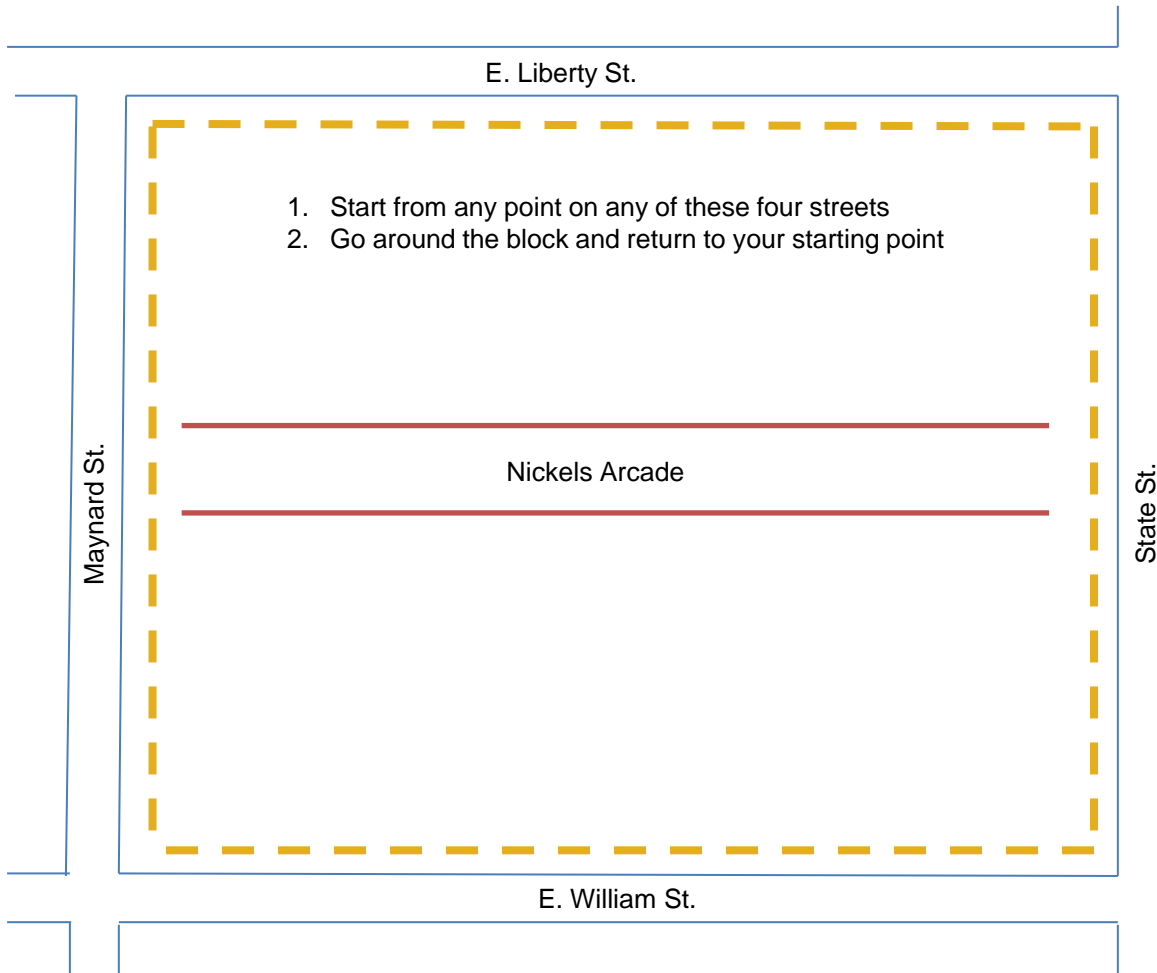 E. Liberty St.
1. Start from any point on any of these four streets
2. Go around the block and return to your starting point
Maynard St.
Nickels Arcade
State St.
E. William St.